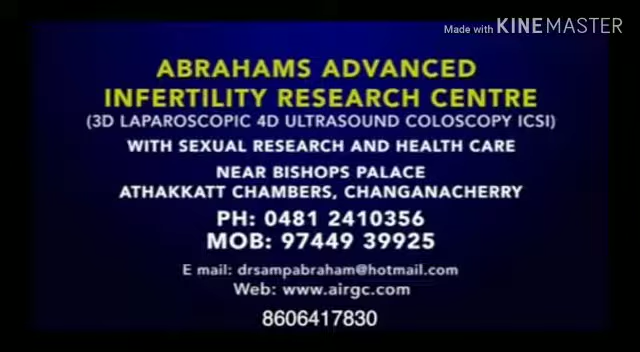 Made with KINEMASTER
ABRAHAMS ADVANCED
INFERTILITY RESEARCH CENTRE
(3D LAPAROSCOPIC 4D ULTRASOUND COLOSCOPY ICSI)
WITH SEXUAL RESEARCH AND HEALTH CARE
NEAR BISHOPS PALACE
ATHAKKATT CHAMBERS, CHANGANACHERRY
PH: 0481 2410356
MOB: 97449 39925
E mail: drsampabraham@hotmail.com
Web: www.airgc.com
8606417830